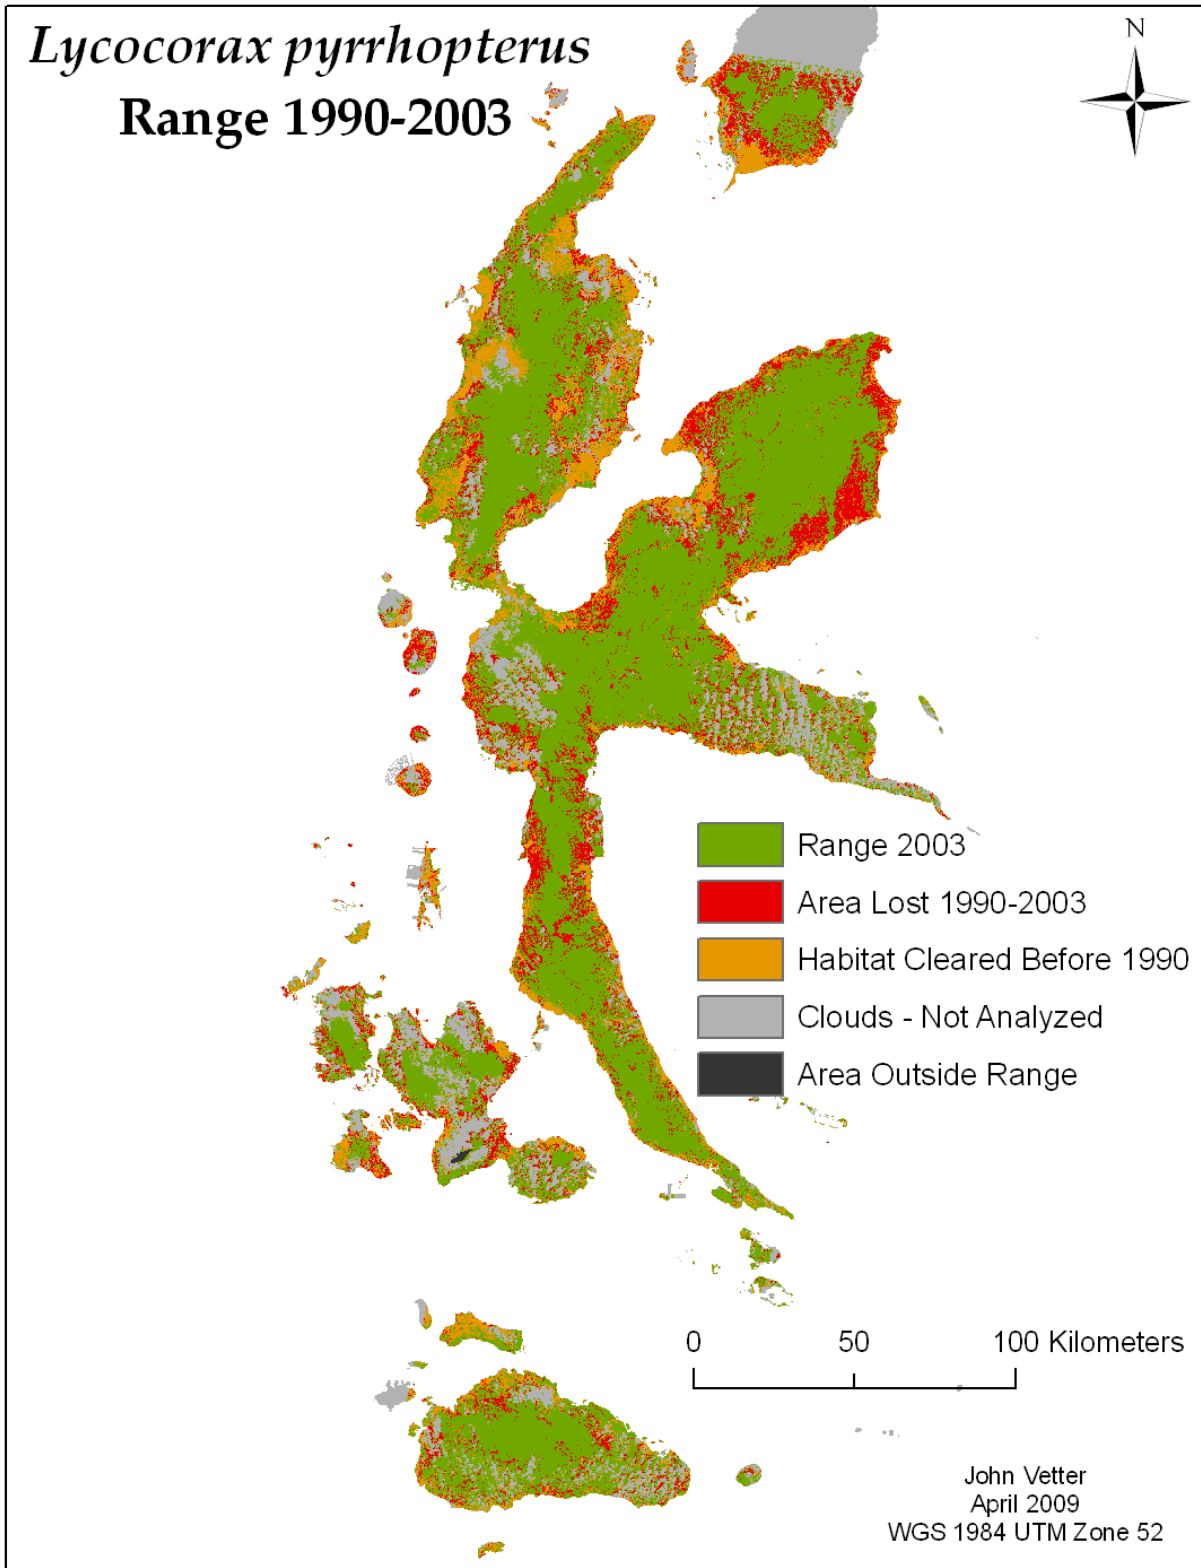 Lycocorax pyrrhopterus
Range 1990-2003
N
Range 2003
Area Lost 1990-2003
Habitat Cleared Before 1990
Clouds - Not Analyzed
Area Outside Range
0 50 100 Kilometers
John Vetter
April 2009
WGS 1984 UTM Zone 52